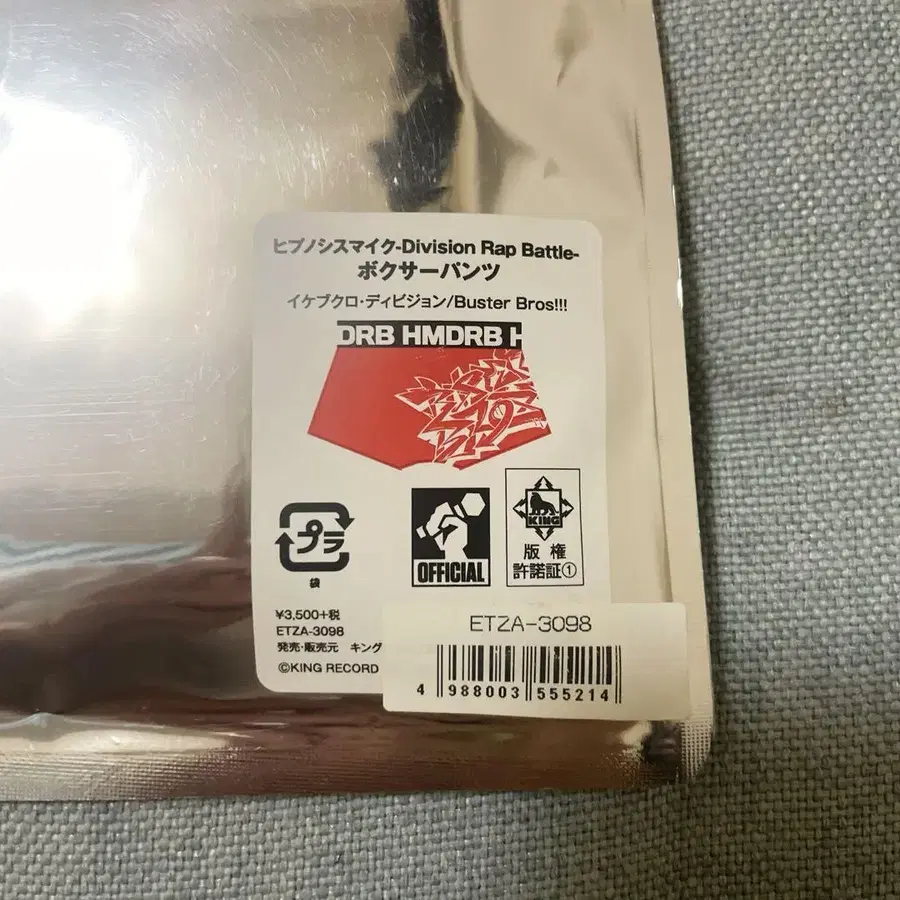 ヒプノシスマイク-Division Rap Battle-
ボクサーパンツ
イケブクロ・ディビジョン/Buster Bros!!!
DRB HMDRB H
プラ
袋
OFFICIAL
KING
版権
許諾証①
¥3,500+税
ETZA-3098
発売・販売元 キング
©KING RECORD
ETZA-3098
4 988003 555214